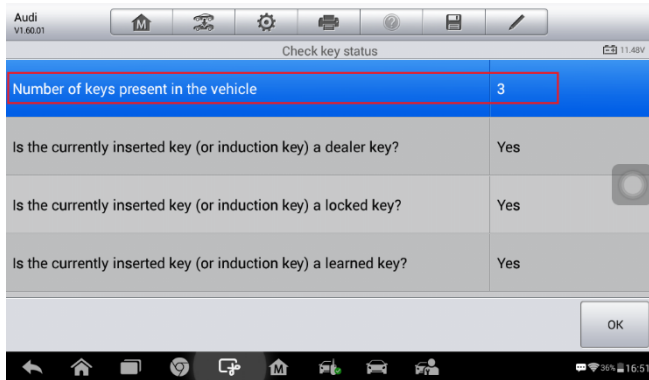 Audi
V1.60.01
Check key status
11.48V
Number of keys present in the vehicle 3
Is the currently inserted key (or induction key) a dealer key? Yes
Is the currently inserted key (or induction key) a locked key? Yes
Is the currently inserted key (or induction key) a learned key? Yes
OK
36% 16:51